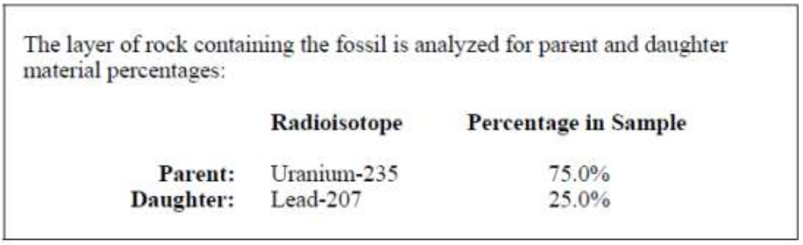 The layer of rock containing the fossil is analyzed for parent and daughter
material percentages:
Radioisotope Percentage in Sample
Parent: Uranium-235 75.0%
Daughter: Lead-207 25.0%